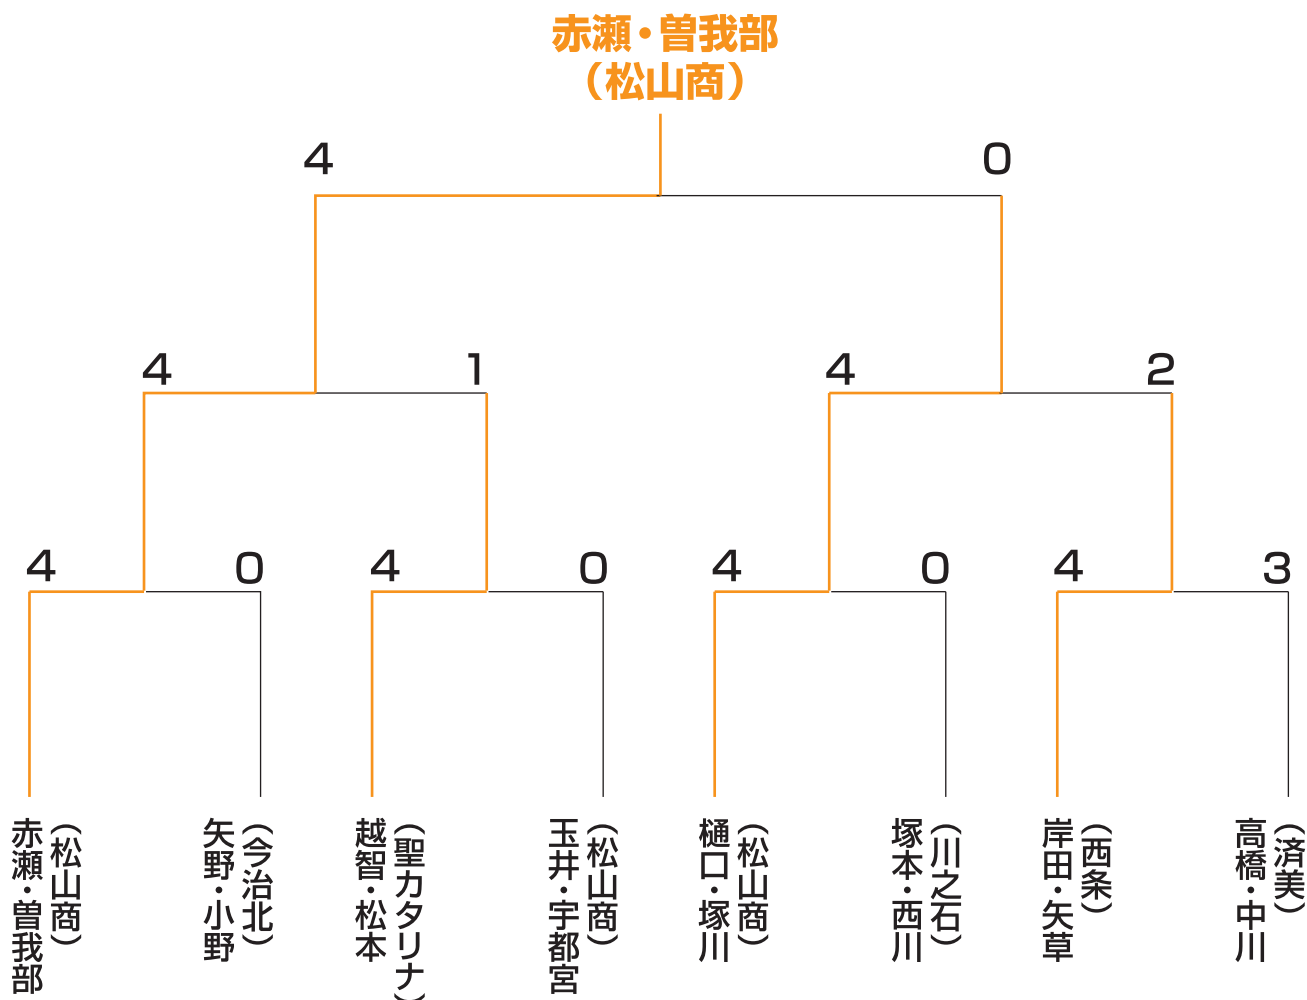 赤瀬・曽我部
（松山商）
4
0
4
1
4
2
4
0
4
0
4
0
4
3
赤瀬・曽我部
（松山商）
矢野・小野
（今治北）
越智・松本
（聖カタリナ）
玉井・宇都宮
（松山商）
樋口・塚川
（松山商）
塚本・西川
（川之石）
岸田・矢草
（西条）
高橋・中川
（済美）